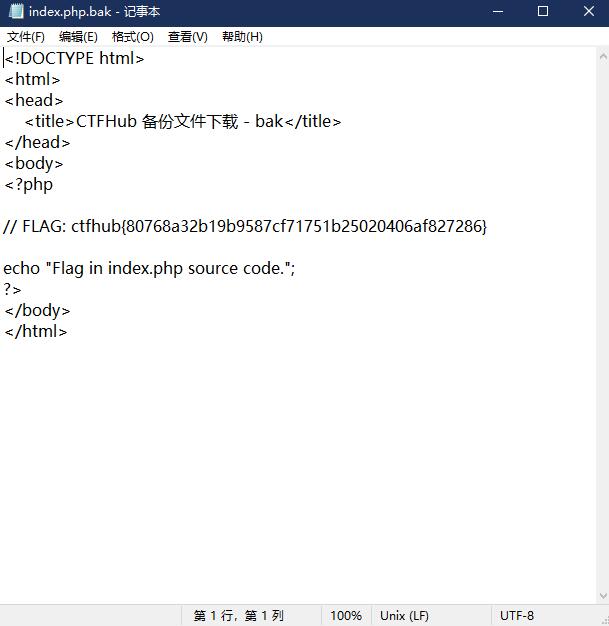 index.php.bak - 记事本
文件(F) 编辑(E) 格式(O) 查看(V) 帮助(H)
<!DOCTYPE html>
<html>
<head>
    <title>CTFHub 备份文件下载 - bak</title>
</head>
<body>
<?php

// FLAG: ctfhub{80768a32b19b9587cf71751b25020406af827286}

echo "Flag in index.php source code.";
?>
</body>
</html>
第 1 行，第 1 列 100% Unix (LF) UTF-8